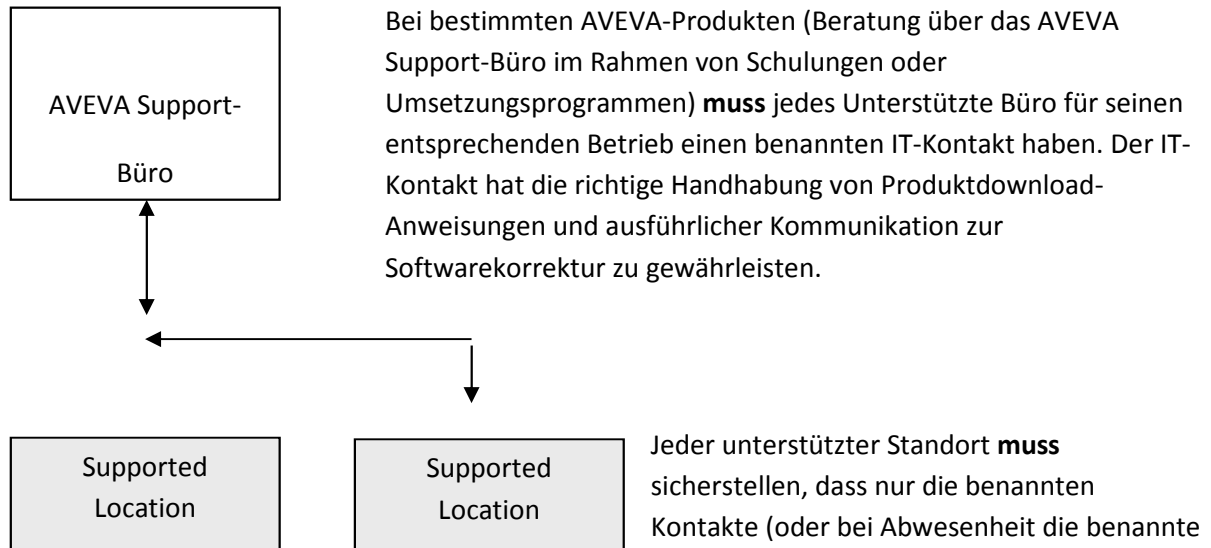 Bei bestimmten AVEVA-Produkten (Beratung über das AVEVA
Support-Büro im Rahmen von Schulungen oder
Umsetzungsprogrammen) muss jedes Unterstützte Büro für seinen
entsprechenden Betrieb einen benannten IT-Kontakt haben. Der IT-
Kontakt hat die richtige Handhabung von Produktdownload-
Anweisungen und ausführlicher Kommunikation zur
Softwarekorrektur zu gewährleisten.
AVEVA Support-
Büro
Supported
Location
Supported
Location
Jeder unterstützter Standort muss
sicherstellen, dass nur die benannten
Kontakte (oder bei Abwesenheit die benannte